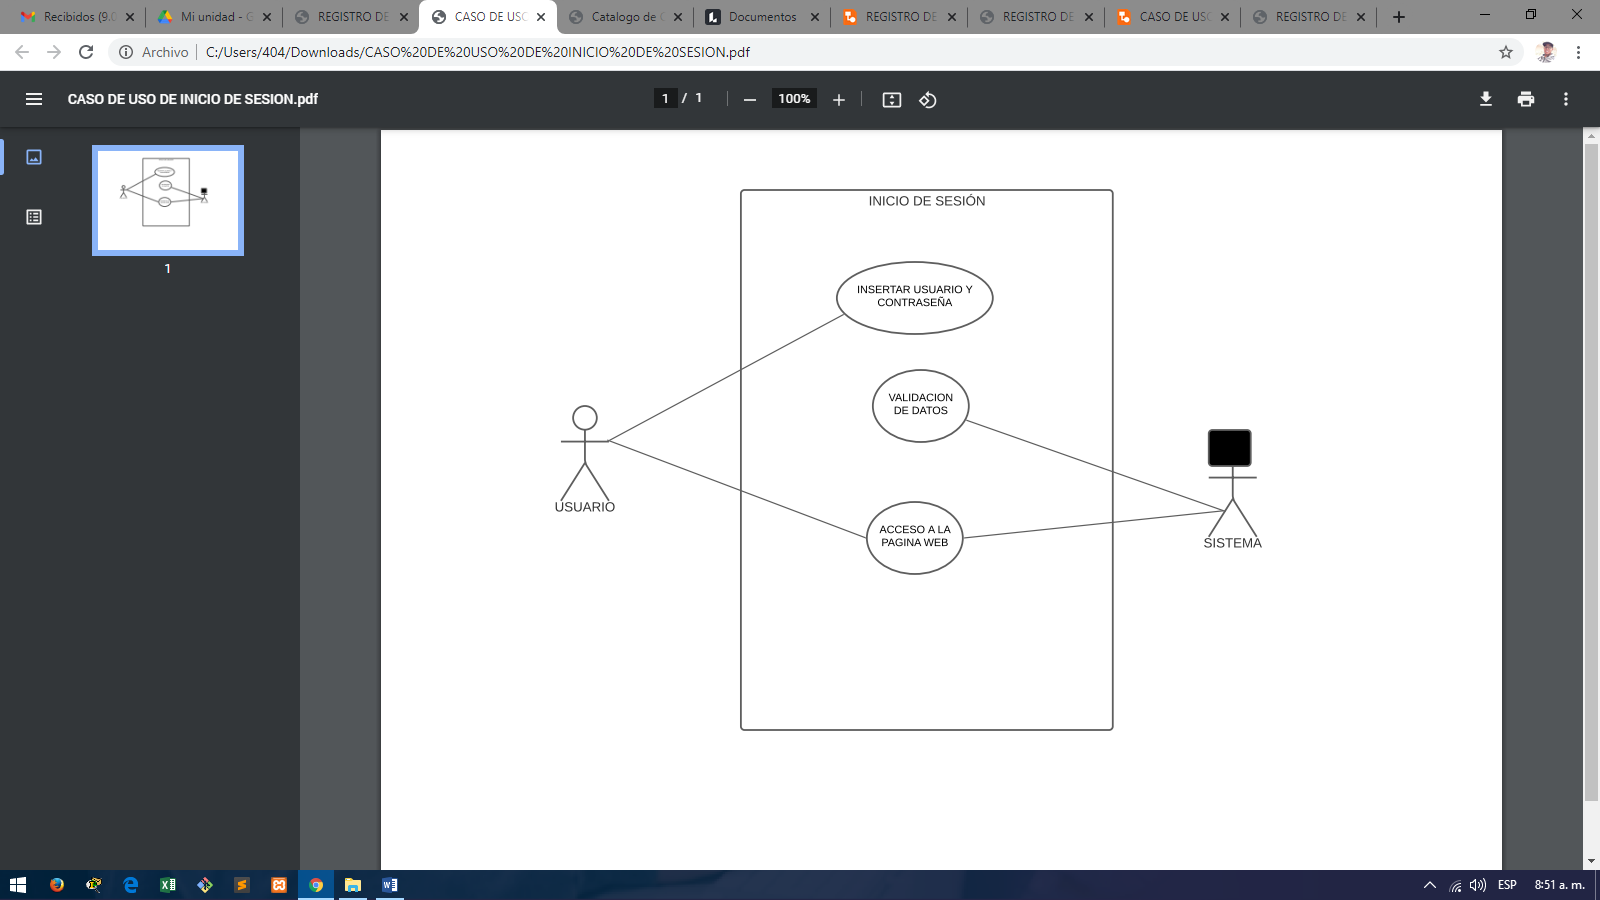 Recibidos (9.0
Mi unidad - G
REGISTRO DE
CASO DE USO
Catalogo de
Documentos
REGISTRO DE
REGISTRO DE
CASO DE USO
REGISTRO DE
Archivo C:/Users/404/Downloads/CASO%20DE%20USO%20DE%20INICIO%20DE%20SESION.pdf
CASO DE USO DE INICIO DE SESION.pdf
1 / 1
100%
1
INICIO DE SESIÓN
INSERTAR USUARIO Y
CONTRASEÑA
VALIDACION
DE DATOS
USUARIO
ACCESO A LA
PAGINA WEB
SISTEMA
ESP
8:51 a. m.